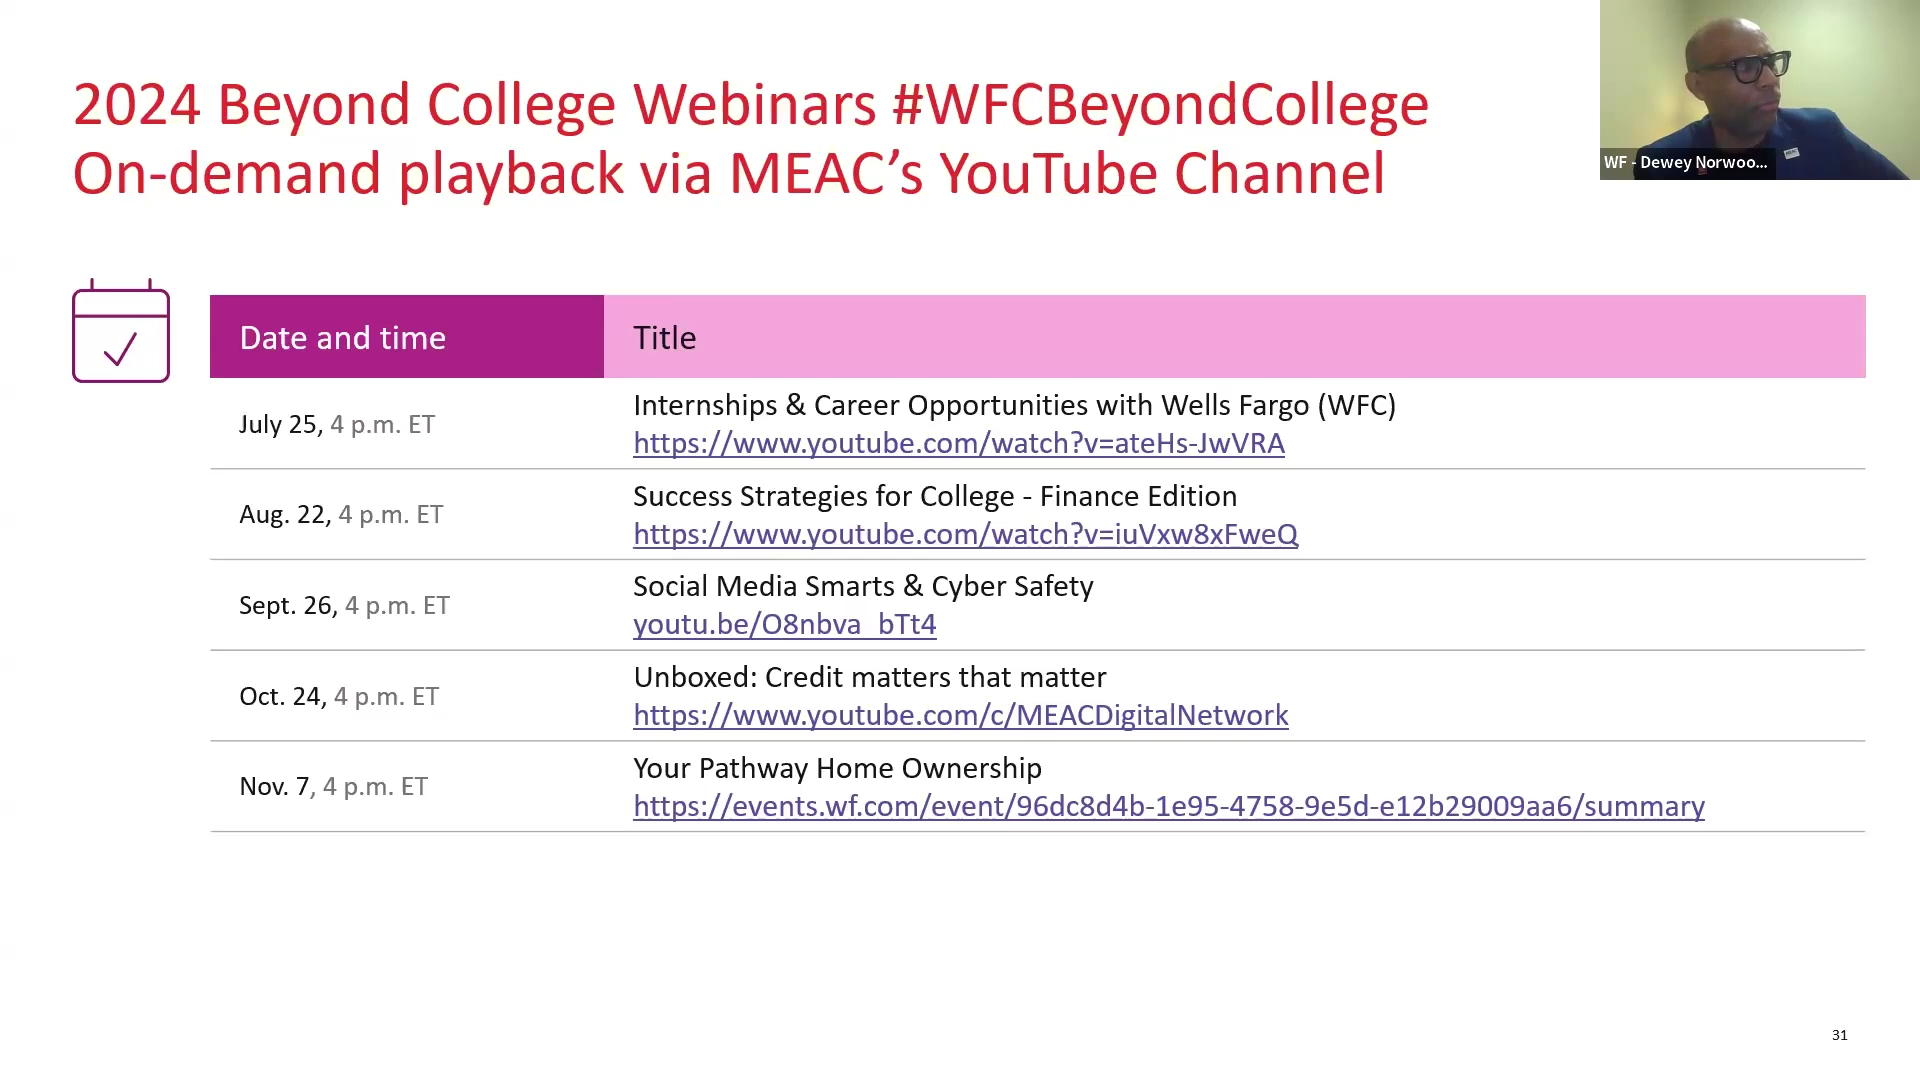 2024 Beyond College Webinars #WFCBeyondCollege
On-demand playback via MEAC’s YouTube Channel
WF - Dewey Norwoo...
Date and time
Title
July 25, 4 p.m. ET
Internships & Career Opportunities with Wells Fargo (WFC)
https://www.youtube.com/watch?v=ateHs-JwVRA
Aug. 22, 4 p.m. ET
Success Strategies for College - Finance Edition
https://www.youtube.com/watch?v=iuVxw8xFweQ
Sept. 26, 4 p.m. ET
Social Media Smarts & Cyber Safety
youtu.be/O8nbva_bTt4
Oct. 24, 4 p.m. ET
Unboxed: Credit matters that matter
https://www.youtube.com/c/MEACDigitalNetwork
Nov. 7, 4 p.m. ET
Your Pathway Home Ownership
https://events.wf.com/event/96dc8d4b-1e95-4758-9e5d-e12b29009aa6/summary
31